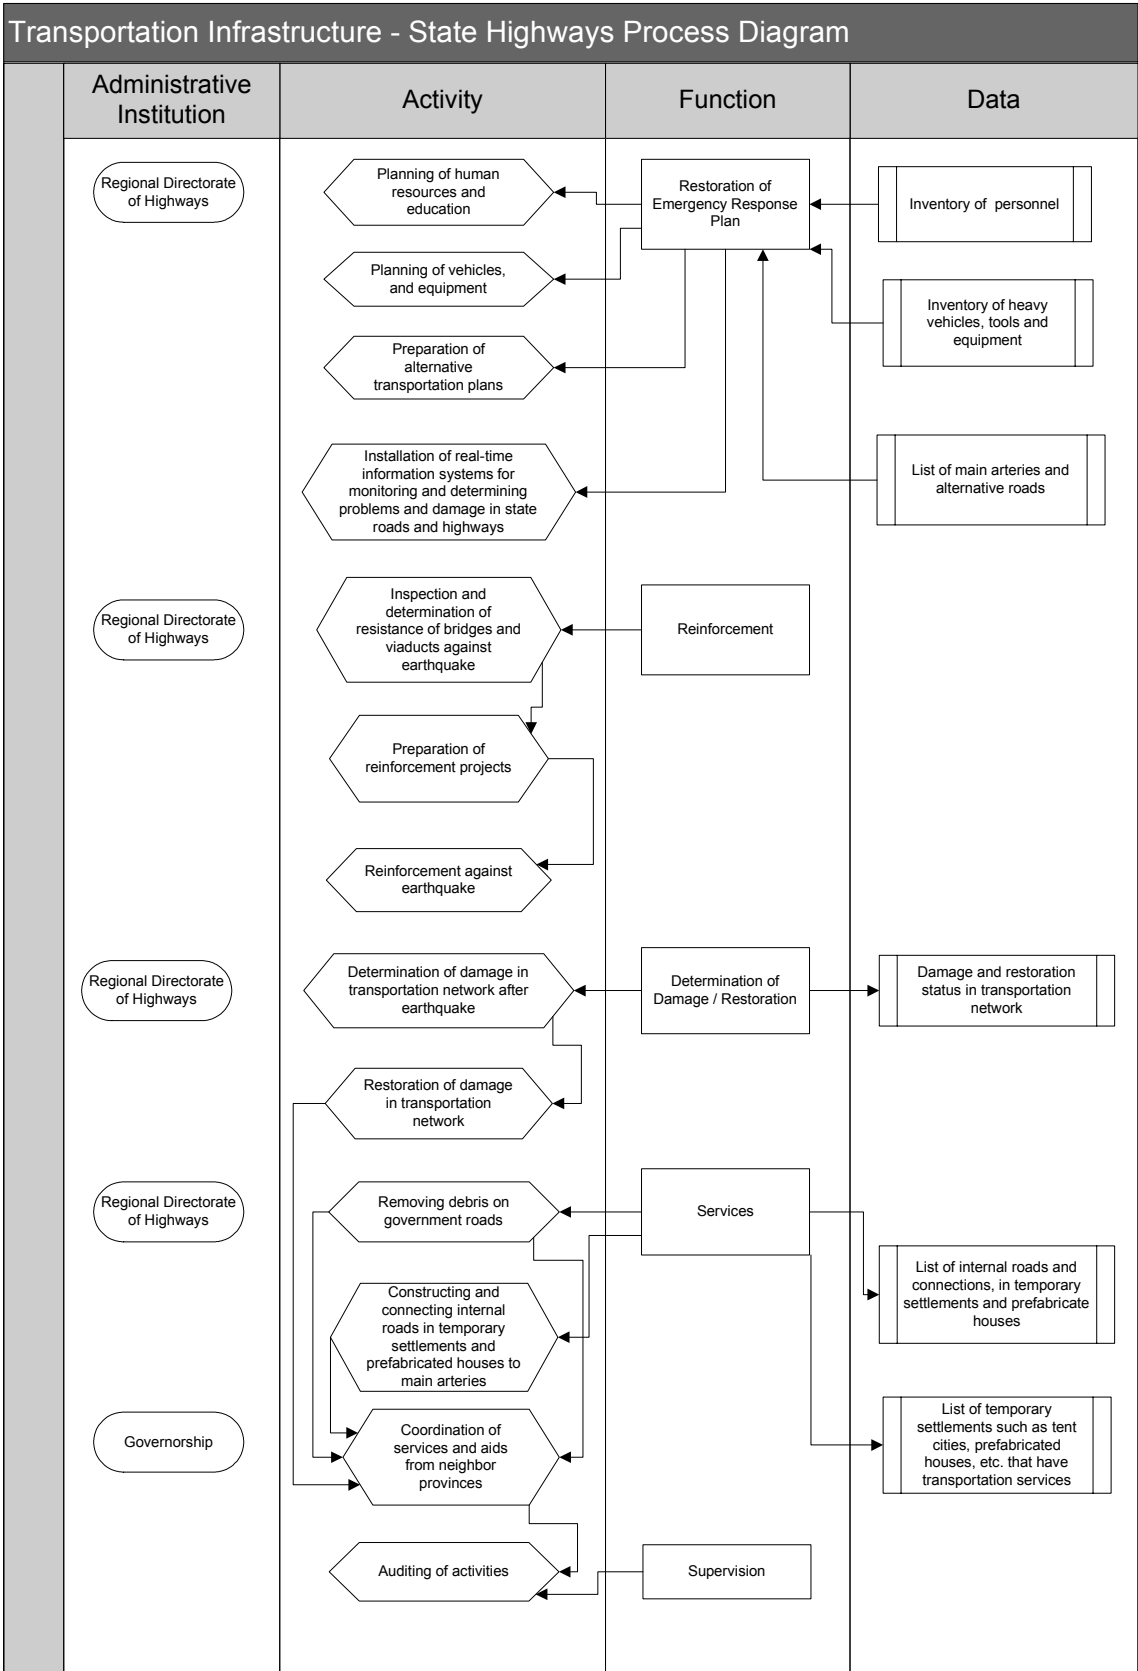 Transportation Infrastructure - State Highways Process Diagram
Administrative
Institution
Activity
Function
Data
Regional Directorate
of Highways
Planning of human
resources and
education
Restoration of
Emergency Response
Plan
Inventory of personnel
Planning of vehicles,
and equipment
Inventory of heavy
vehicles, tools and
equipment
Preparation of
alternative
transportation plans
Installation of real-time
information systems for
monitoring and determining
problems and damage in state
roads and highways
List of main arteries and
alternative roads
Regional Directorate
of Highways
Inspection and
determination of
resistance of bridges and
viaducts against
earthquake
Reinforcement
Preparation of
reinforcement projects
Reinforcement against
earthquake
Regional Directorate
of Highways
Determination of damage in
transportation network after
earthquake
Determination of
Damage / Restoration
Damage and restoration
status in transportation
network
Restoration of damage
in transportation
network
Regional Directorate
of Highways
Removing debris on
government roads
Services
List of internal roads and
connections, in temporary
settlements and prefabricate
houses
Constructing and
connecting internal
roads in temporary
settlements and
prefabricated houses to
main arteries
Governorship
Coordination of
services and aids
from neighbor
provinces
List of temporary
settlements such as tent
cities, prefabricated
houses, etc. that have
transportation services
Auditing of activities
Supervision